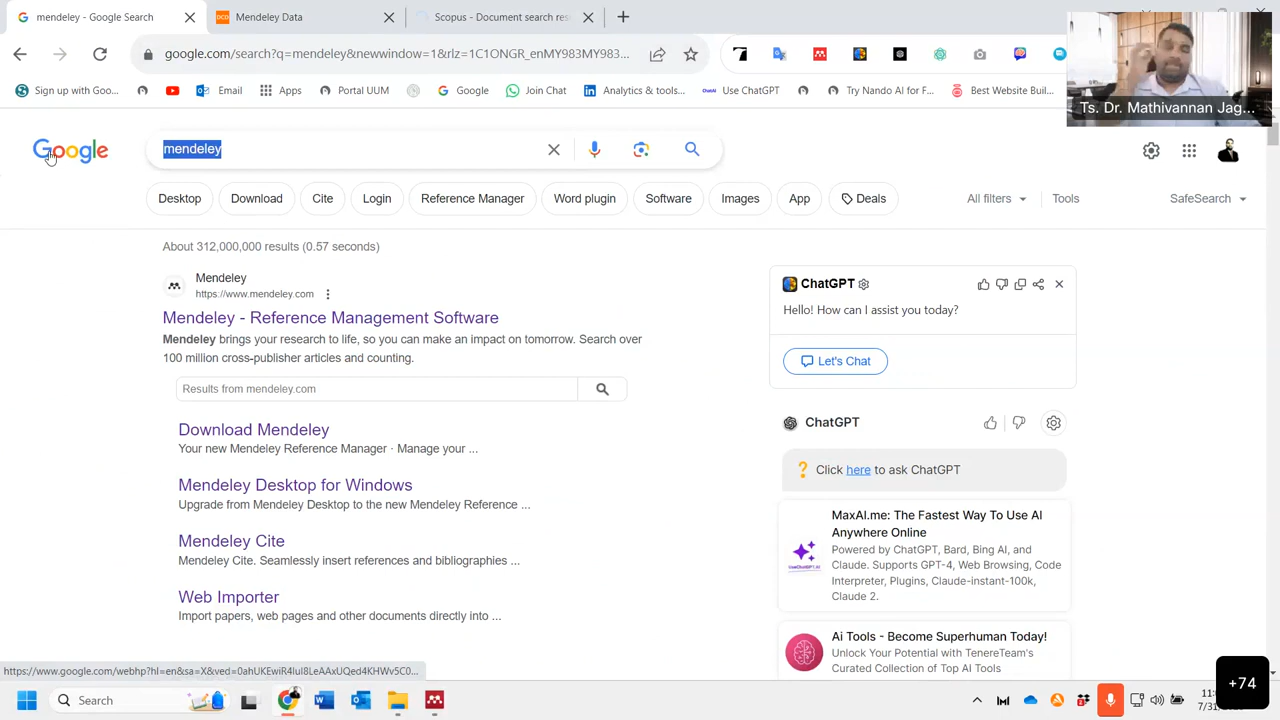 mendeley - Google Search
Mendeley Data
Scopus - Document search res
google.com/search?q=mendeley&newwindow=1&rlz=1C1ONGR_enMY983MY983...
Sign up with Goo...
Email
Apps
Portal UUM
Google
Join Chat
Analytics & tools...
Use ChatGPT
Try Nando AI for F...
Best Website Buil...
Ts. Dr. Mathivannan Jag...
Google
mendeley
Desktop
Download
Cite
Login
Reference Manager
Word plugin
Software
Images
App
Deals
All filters
Tools
SafeSearch
About 312,000,000 results (0.57 seconds)
Mendeley
https://www.mendeley.com
Mendeley - Reference Management Software
Mendeley brings your research to life, so you can make an impact on tomorrow. Search over
100 million cross-publisher articles and counting.
Results from mendeley.com
Download Mendeley
Your new Mendeley Reference Manager · Manage your ...
Mendeley Desktop for Windows
Upgrade from Mendeley Desktop to the new Mendeley Reference ...
Mendeley Cite
Mendeley Cite. Seamlessly insert references and bibliographies ...
Web Importer
Import papers, web pages and other documents directly into ...
ChatGPT
Hello! How can I assist you today?
Let's Chat
ChatGPT
Click here to ask ChatGPT
MaxAI.me: The Fastest Way To Use AI
Anywhere Online
Powered by ChatGPT, Bard, Bing AI, and
Claude. Supports GPT-4, Web Browsing, Code
Interpreter, Plugins, Claude-instant-100k,
Claude 2.
Ai Tools - Become Superhuman Today!
Unlock Your Potential with TenereTeam's
Curated Collection of Top AI Tools
Search
+74